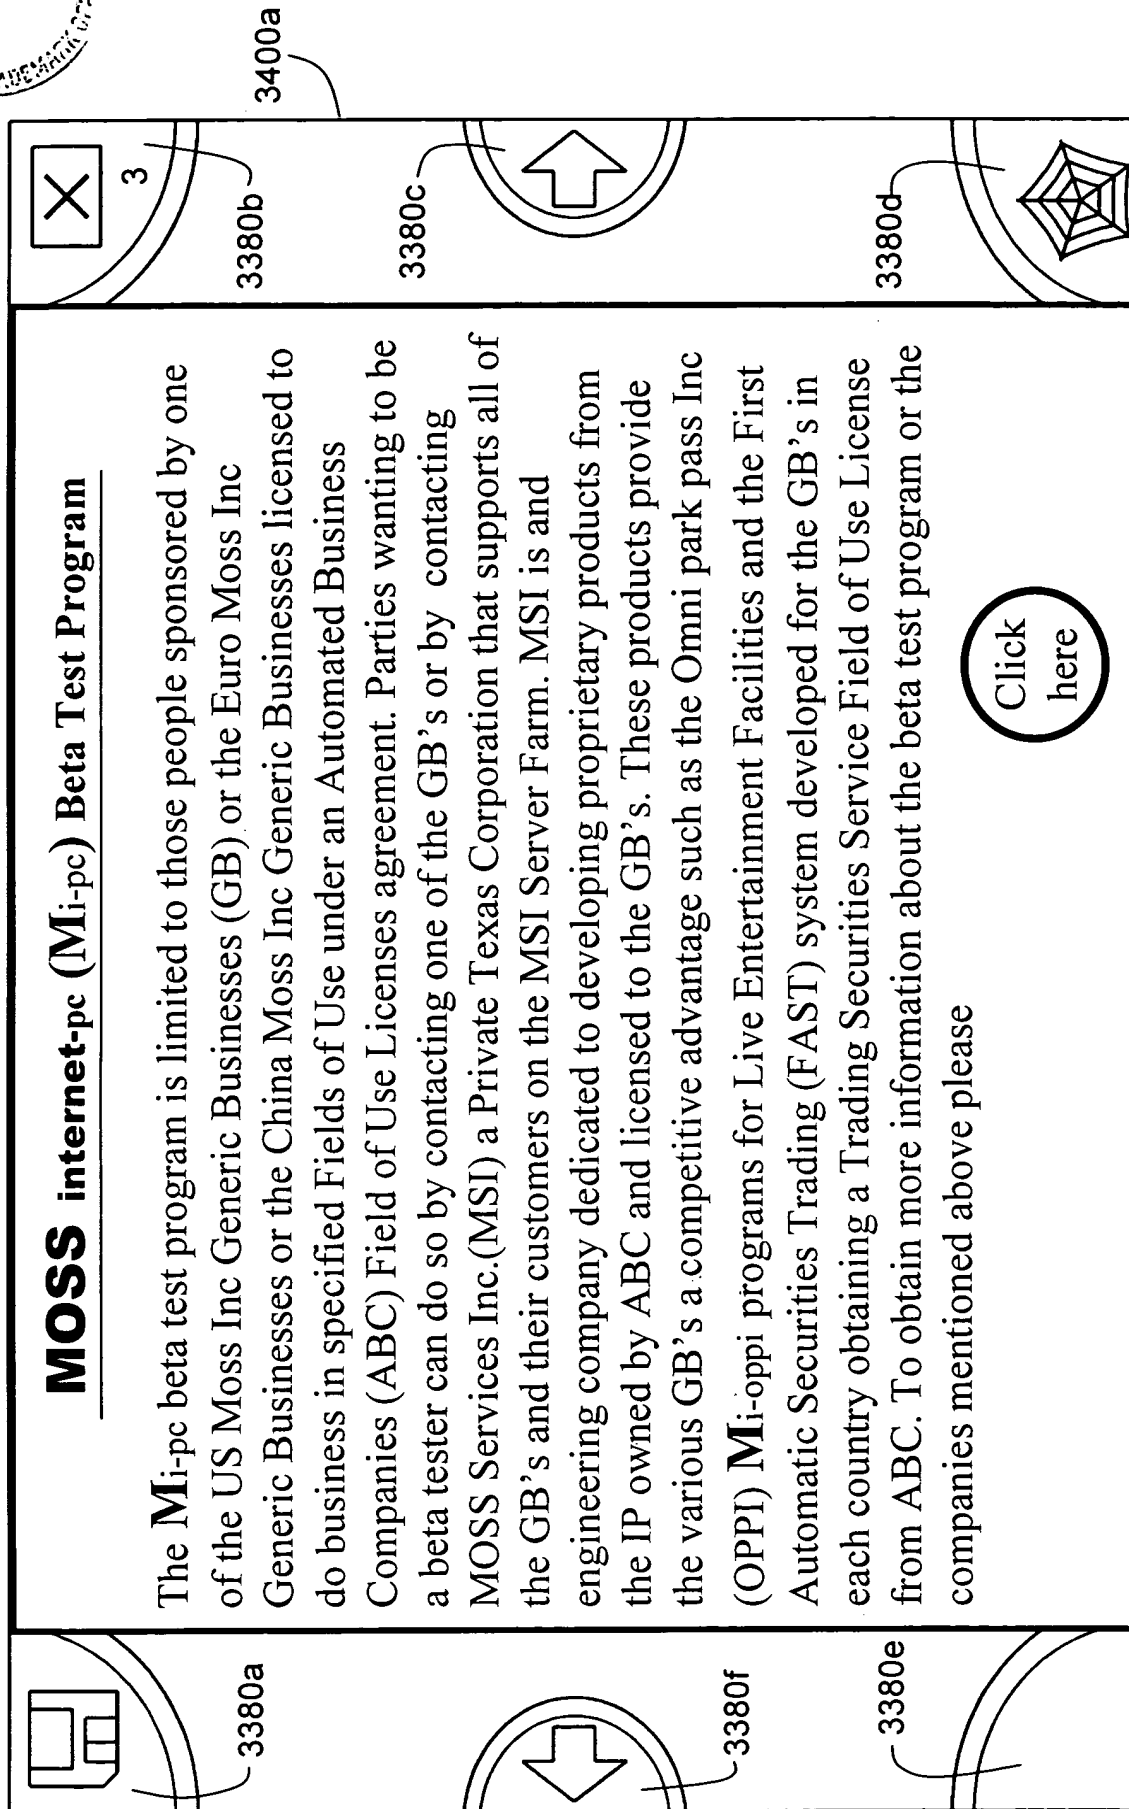 MOSS internet-pc (Mi-pc) Beta Test Program
The Mi-pc beta test program is limited to those people sponsored by one
of the US Moss Inc Generic Businesses (GB) or the Euro Moss Inc
Generic Businesses or the China Moss Inc Generic Businesses licensed to
do business in specified Fields of Use under an Automated Business
Companies (ABC) Field of Use Licenses agreement. Parties wanting to be
a beta tester can do so by contacting one of the GB's or by contacting
MOSS Services Inc.(MSI) a Private Texas Corporation that supports all of
the GB's and their customers on the MSI Server Farm. MSI is and
engineering company dedicated to developing proprietary products from
the IP owned by ABC and licensed to the GB's. These products provide
the various GB's a competitive advantage such as the Omni park pass Inc
(OPPI) Mi-oppi programs for Live Entertainment Facilities and the First
Automatic Securities Trading (FAST) system developed for the GB's in
each country obtaining a Trading Securities Service Field of Use License
from ABC. To obtain more information about the beta test program or the
companies mentioned above please
Click
here
3
3400a
3380a
3380b
3380c
3380d
3380e
3380f